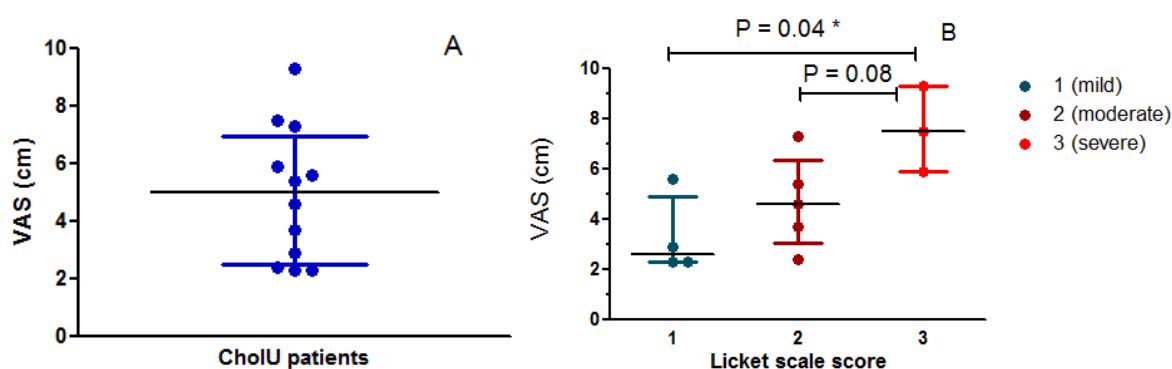 A
10
8
6
4
2
0
VAS (cm)
CholU patients
B
P = 0.04 *
P = 0.08
10
8
6
4
2
0
VAS (cm)
1 2 3
Licket scale score
1 (mild)
2 (moderate)
3 (severe)